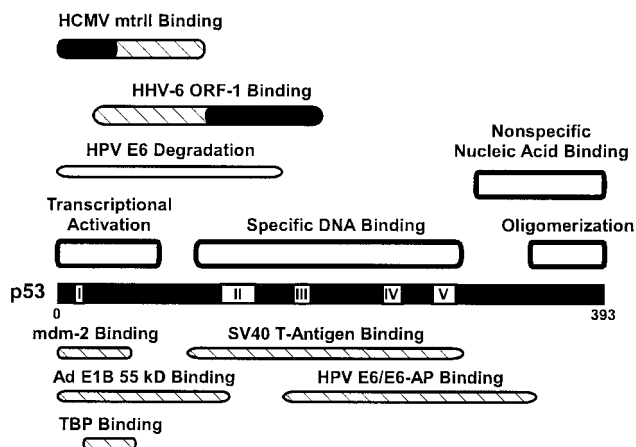 HCMV mtrII Binding
HHV-6 ORF-1 Binding
HPV E6 Degradation
Nonspecific
Nucleic Acid Binding
Transcriptional
Activation
Specific DNA Binding
Oligomerization
p53
I
II
III
IV
V
0
393
mdm-2 Binding
SV40 T-Antigen Binding
Ad E1B 55 kD Binding
HPV E6/E6-AP Binding
TBP Binding